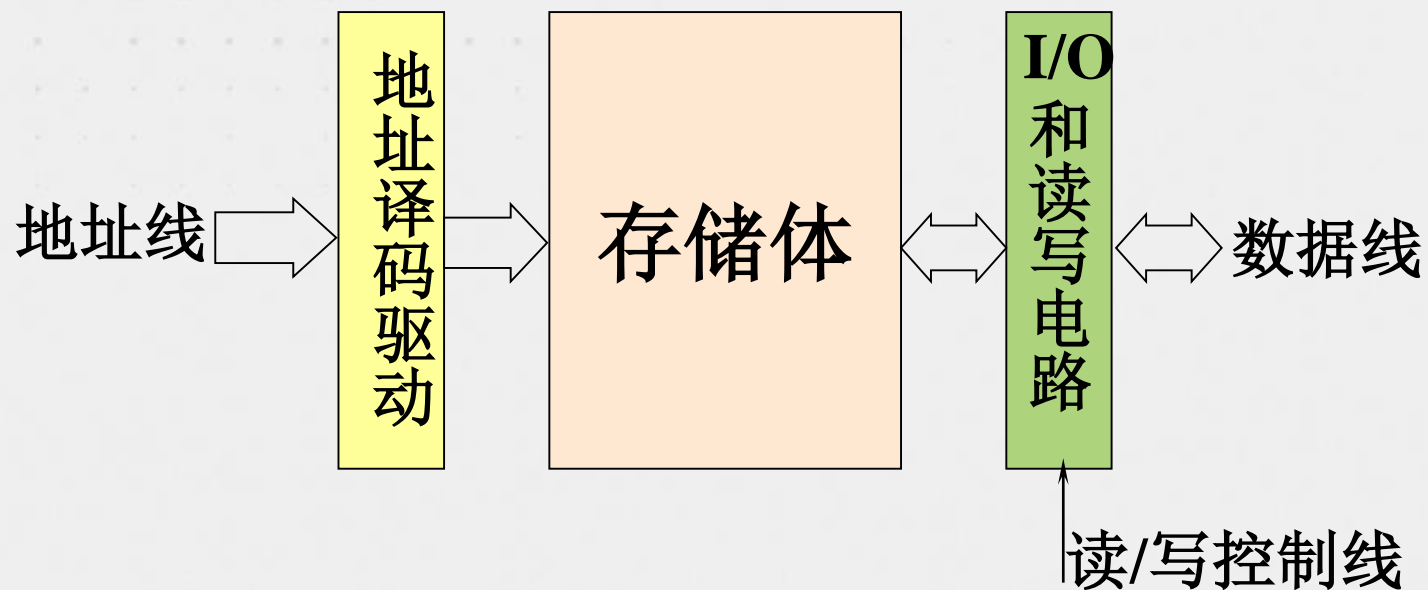 地址线
地址译码驱动
存储体
I/O和读写电路
数据线
读/写控制线